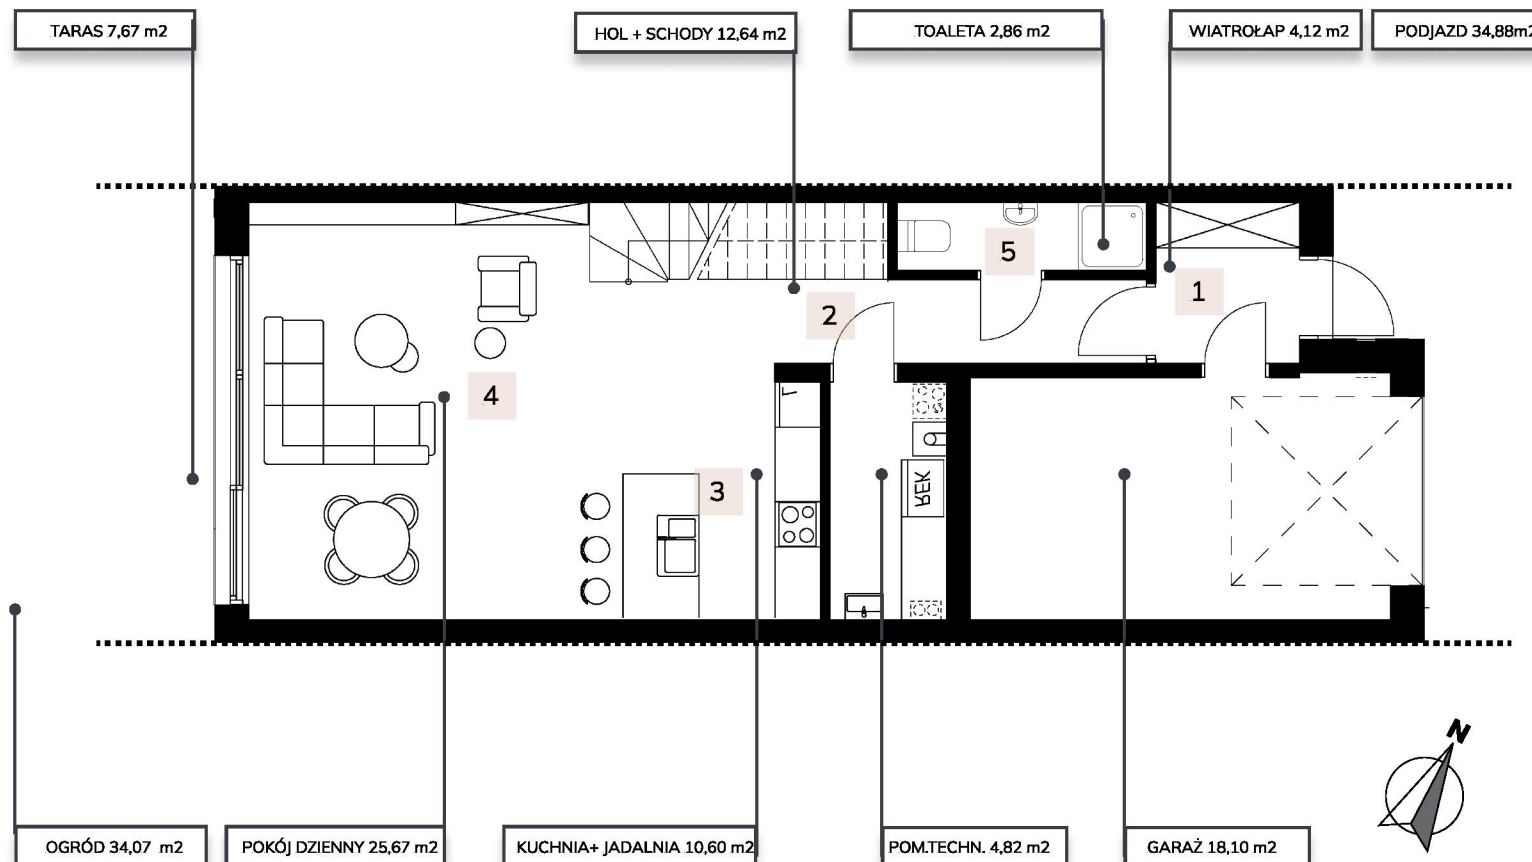 TARAS 7,67 m2
HOL + SCHODY 12,64 m2
TOALETA 2,86 m2
WIATROŁAP 4,12 m2
PODJAZD 34,88m2
5
1
2
4
3
REK
N
OGRÓD 34,07 m2
POKÓJ DZIENNY 25,67 m2
KUCHNIA+ JADALNIA 10,60 m2
POM.TECHN. 4,82 m2
GARAŻ 18,10 m2